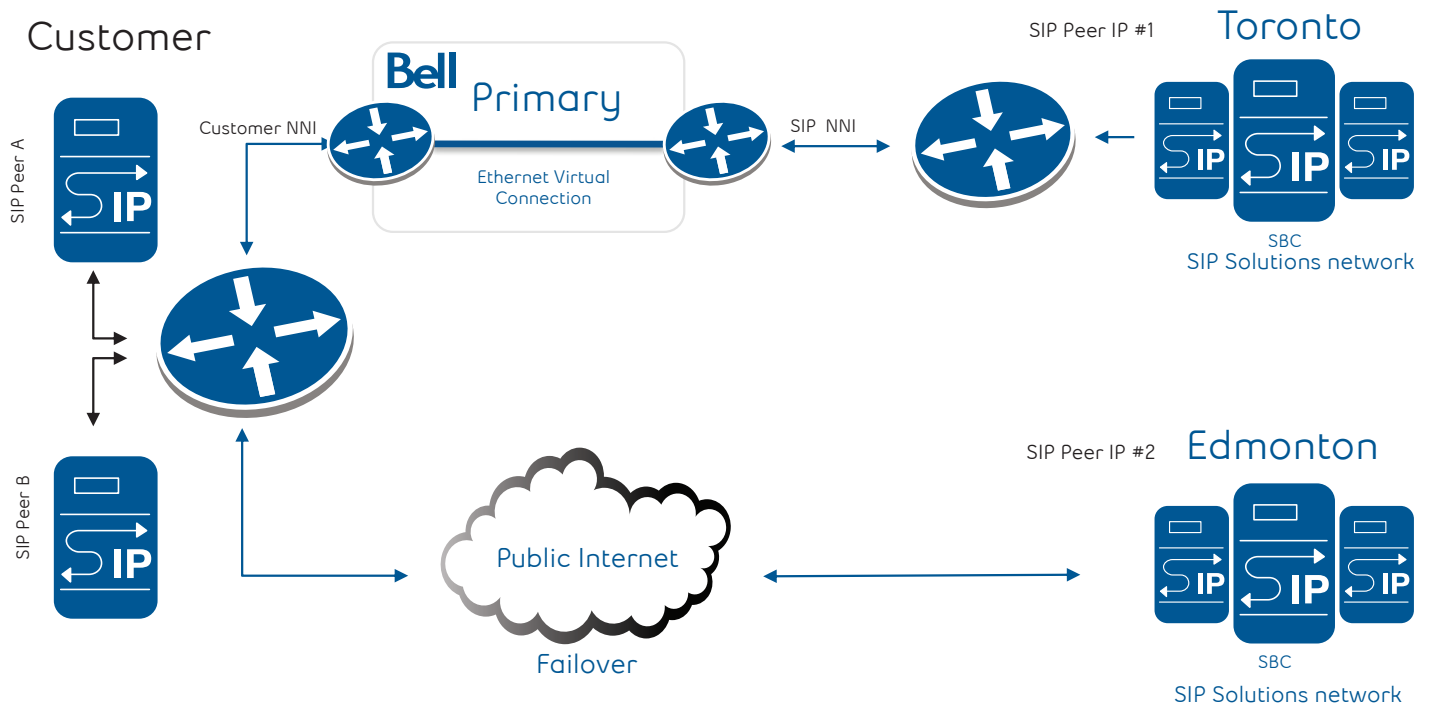 Customer
SIP Peer A
Customer NNI
Bell
Primary
Ethernet Virtual
Connection
SIP NNI
SIP Peer IP #1
Toronto
IP
IP
IP
IP
SBC
SIP Solutions network
SIP Peer B
IP
Public Internet
Failover
SIP Peer IP #2
Edmonton
IP
IP
IP
SBC
SIP Solutions network